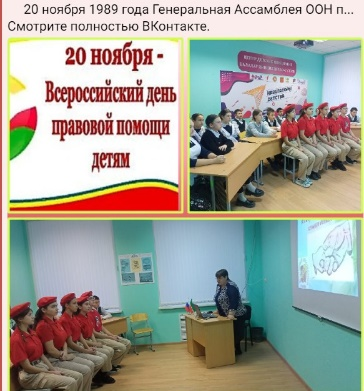 20 ноября 1989 года Генеральная Ассамблея ООН п...
Смотрите полностью ВКонтакте.
20 ноября -
Всероссийский день
правовой помощи
детям